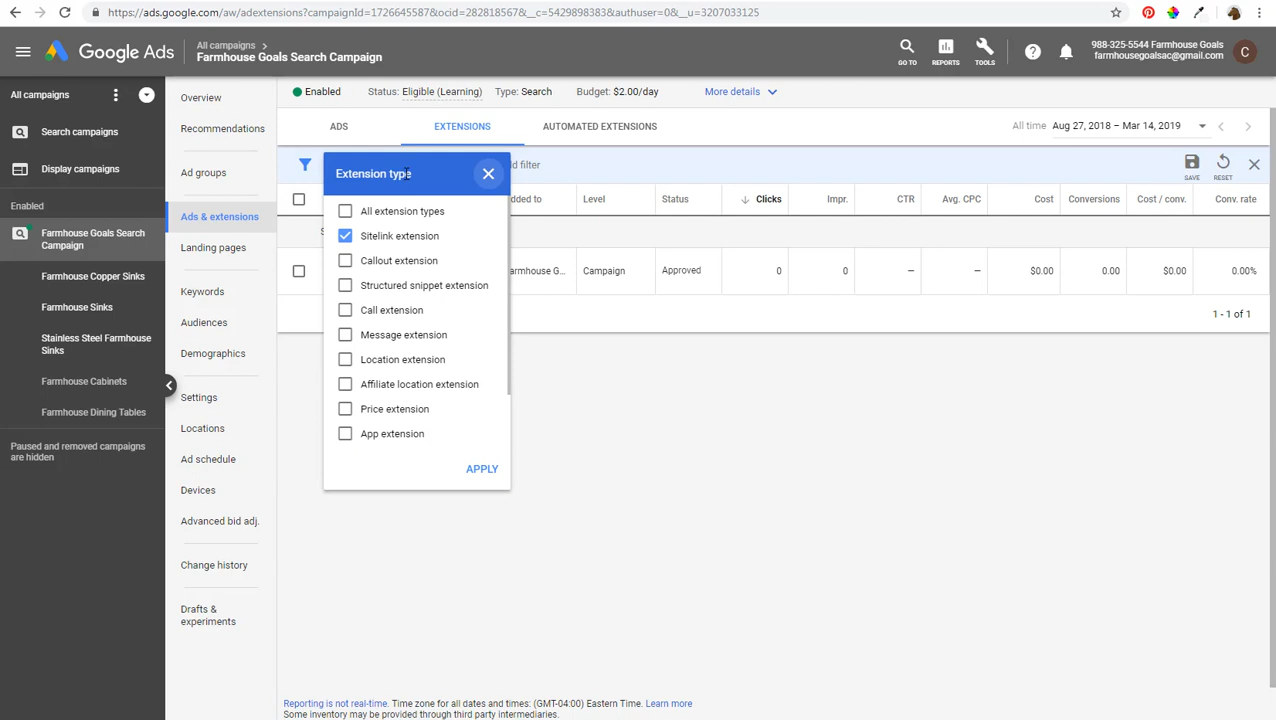 https://ads.google.com/aw/adextensions?campaignId=1726645587&ocid=282818567&__c=5429898383&authuser=0&__u=3207033125
Google Ads
All campaigns
Farmhouse Goals Search Campaign
GO TO
REPORTS
TOOLS
988-325-5544 Farmhouse Goals
farmhousegoalsac@gmail.com
C
All campaigns
Search campaigns
Display campaigns
Enabled
Farmhouse Goals Search
Campaign
Farmhouse Copper Sinks
Farmhouse Sinks
Stainless Steel Farmhouse
Sinks
Farmhouse Cabinets
Farmhouse Dining Tables
Paused and removed campaigns
are hidden
Overview
Recommendations
Ad groups
Ads & extensions
Landing pages
Keywords
Audiences
Demographics
Settings
Locations
Ad schedule
Devices
Advanced bid adj.
Change history
Drafts &
experiments
Enabled Status: Eligible (Learning) Type: Search Budget: $2.00/day More details
ADS EXTENSIONS AUTOMATED EXTENSIONS
All time Aug 27, 2018 – Mar 14, 2019
filter
SAVE
RESET
Extension type
All extension types
Sitelink extension
Callout extension
Structured snippet extension
Call extension
Message extension
Location extension
Affiliate location extension
Price extension
App extension
APPLY
dded to Level Status Clicks Impr. CTR Avg. CPC Cost Conversions Cost / conv. Conv. rate
armhouse G... Campaign Approved 0 0 — — $0.00 0.00 $0.00 0.00%
1 - 1 of 1
Reporting is not real-time. Time zone for all dates and times: (GMT-04:00) Eastern Time. Learn more
Some inventory may be provided through third party intermediaries.